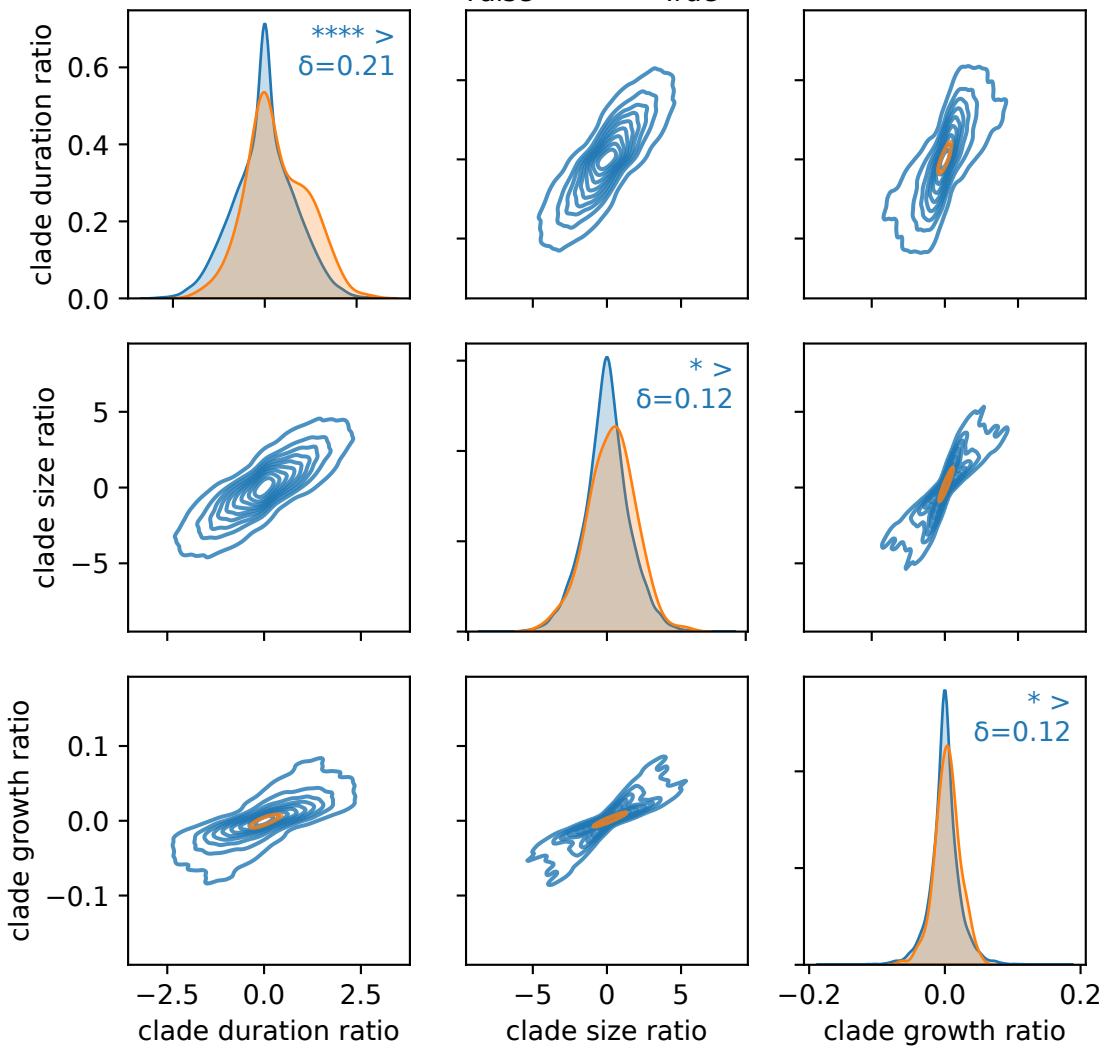 clade duration ratio
0.6
0.4
0.2
0.0
**** >
δ=0.21
clade size ratio
5
0
−5
* >
δ=0.12
clade growth ratio
0.1
0.0
−0.1
* >
δ=0.12
−2.5 0.0 2.5
−5 0 5
−0.2 0.0 0.2
clade duration ratio
clade size ratio
clade growth ratio